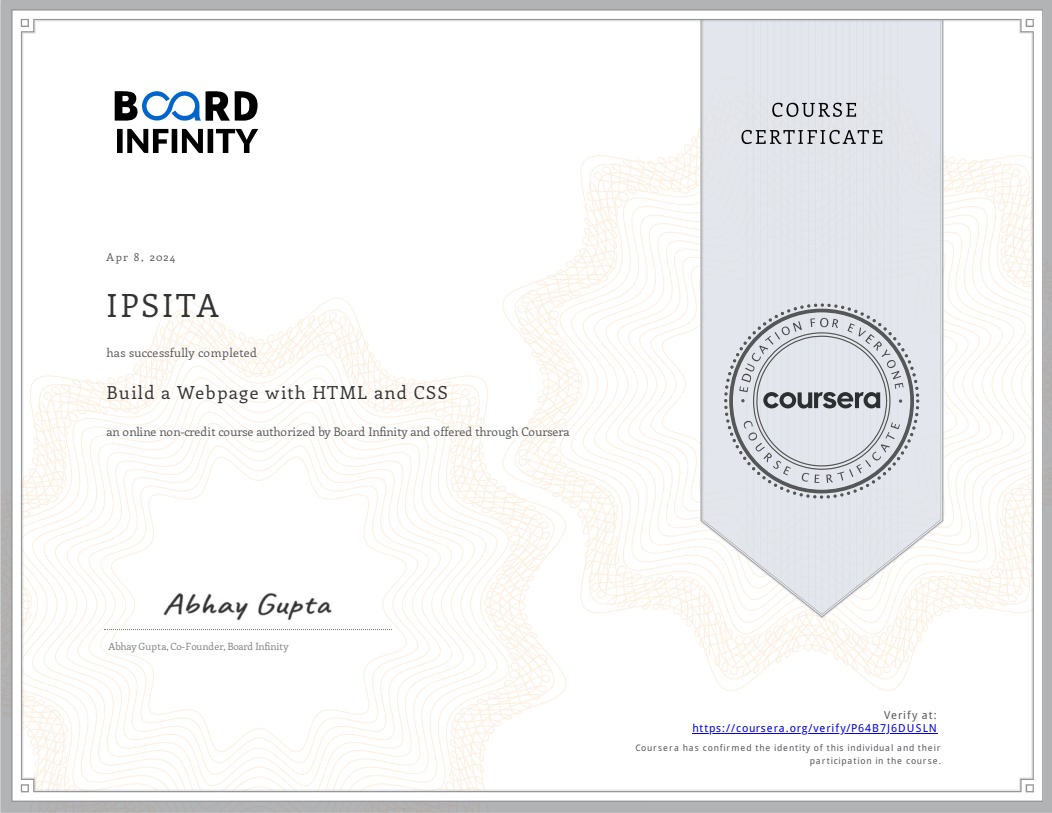 BOARD
INFINITY
COURSE
CERTIFICATE
Apr 8, 2024
IPSITA
has successfully completed
Build a Webpage with HTML and CSS
an online non-credit course authorized by Board Infinity and offered through Coursera
EDUCATION FOR EVERYONE
coursera
COURSE CERTIFICATE
Abhay Gupta
Abhay Gupta, Co-Founder, Board Infinity
Verify at:
https://coursera.org/verify/P64B7J6DUSLN
Coursera has confirmed the identity of this individual and their
participation in the course.